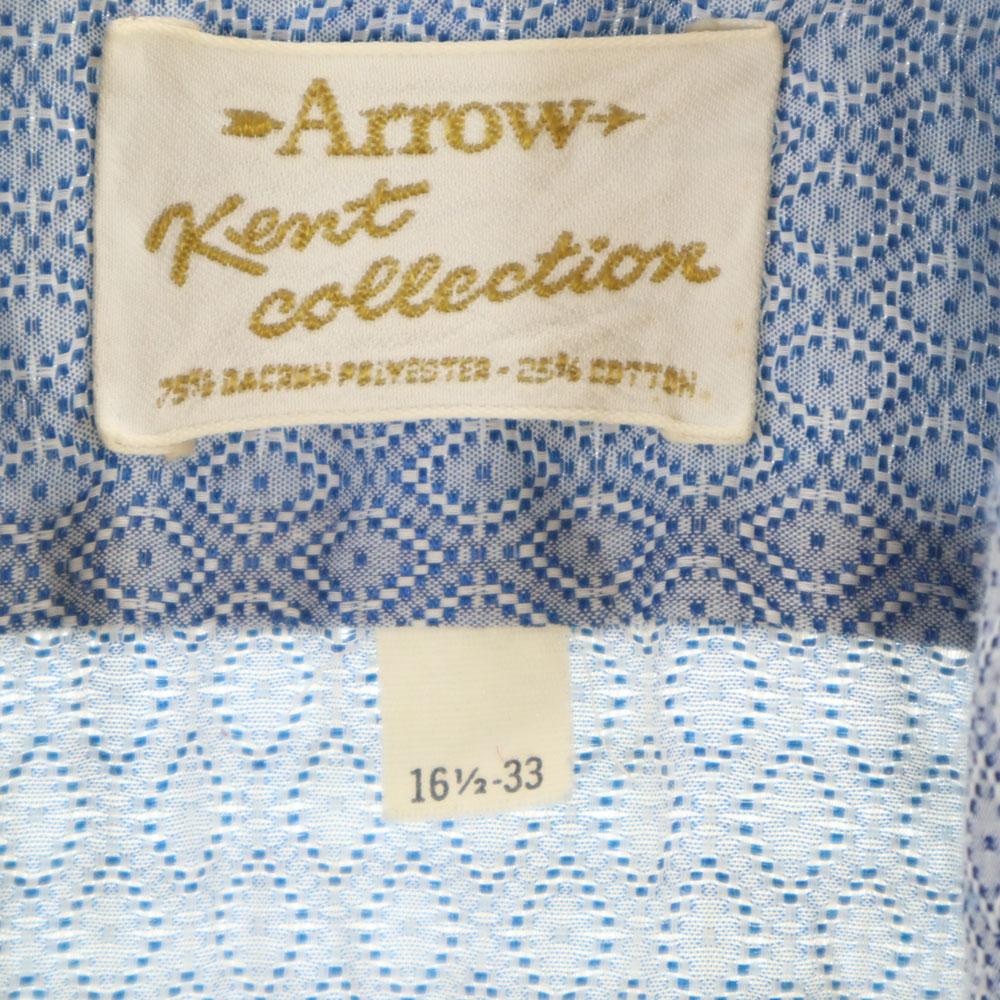 Arrow
Kent
collection
75% DACRON POLYESTER - 25% COTTON
16½-33